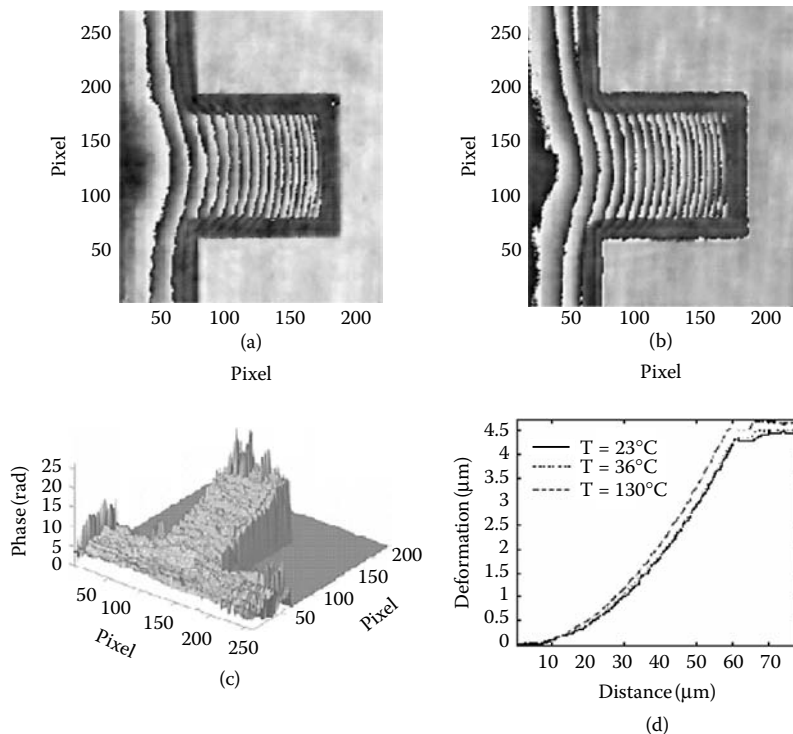 250
200
150
100
50
Pixel
50 100 150 200
(a)
Pixel
250
200
150
100
50
Pixel
50 100 150 200
(b)
Pixel
25
20
15
10
5
0
Phase (rad)
50
100
150
200
250
Pixel
50
100
150
200
Pixel
(c)
4.5
4
3.5
3
2.5
2
1.5
1
0.5
0
Deformation (μm)
T = 23°C
T = 36°C
T = 130°C
10 20 30 40 50 60 70
Distance (μm)
(d)